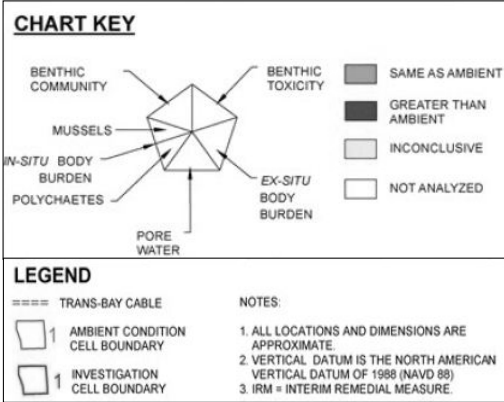 CHART KEY
BENTHIC
COMMUNITY
BENTHIC
TOXICITY
MUSSELS
IN-SITU BODY
BURDEN
POLYCHAETES
PORE
WATER
EX-SITU
BODY
BURDEN
SAME AS AMBIENT
GREATER THAN
AMBIENT
INCONCLUSIVE
NOT ANALYZED
LEGEND
==== TRANS-BAY CABLE
1 AMBIENT CONDITION
CELL BOUNDARY
1 INVESTIGATION
CELL BOUNDARY
NOTES:
1. ALL LOCATIONS AND DIMENSIONS ARE
APPROXIMATE.
2. VERTICAL DATUM IS THE NORTH AMERICAN
VERTICAL DATUM OF 1988 (NAVD 88)
3. IRM = INTERIM REMEDIAL MEASURE.